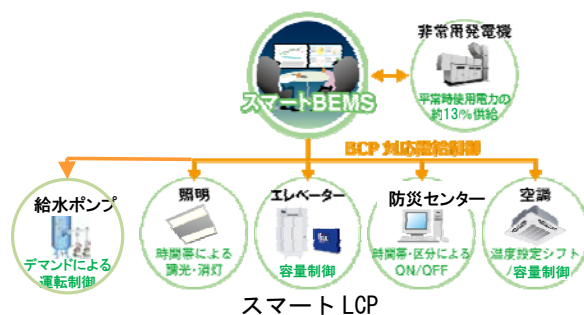 非常用発電機
スマートBEMS
平常時使用電力の
約13%供給
BCP対応需給制御
給水ポンプ
デマンドによる
運転制御
照明
時間帯による
調光・消灯
エレベーター
容量制御
防災センター
時間帯・区分による
ON/OFF
空調
温度設定シフト
/容量制御
スマート LCP